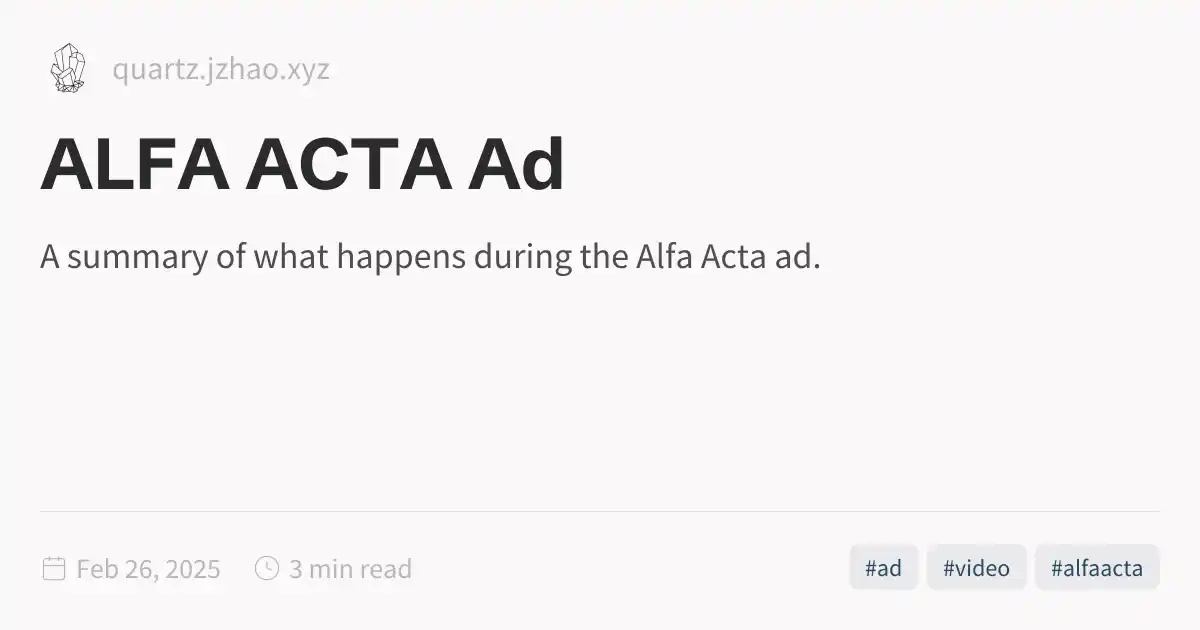 quartz.jzhao.xyz
ALFA ACTA Ad
A summary of what happens during the Alfa Acta ad.
Feb 26, 2025 3 min read #ad #video #alfaacta